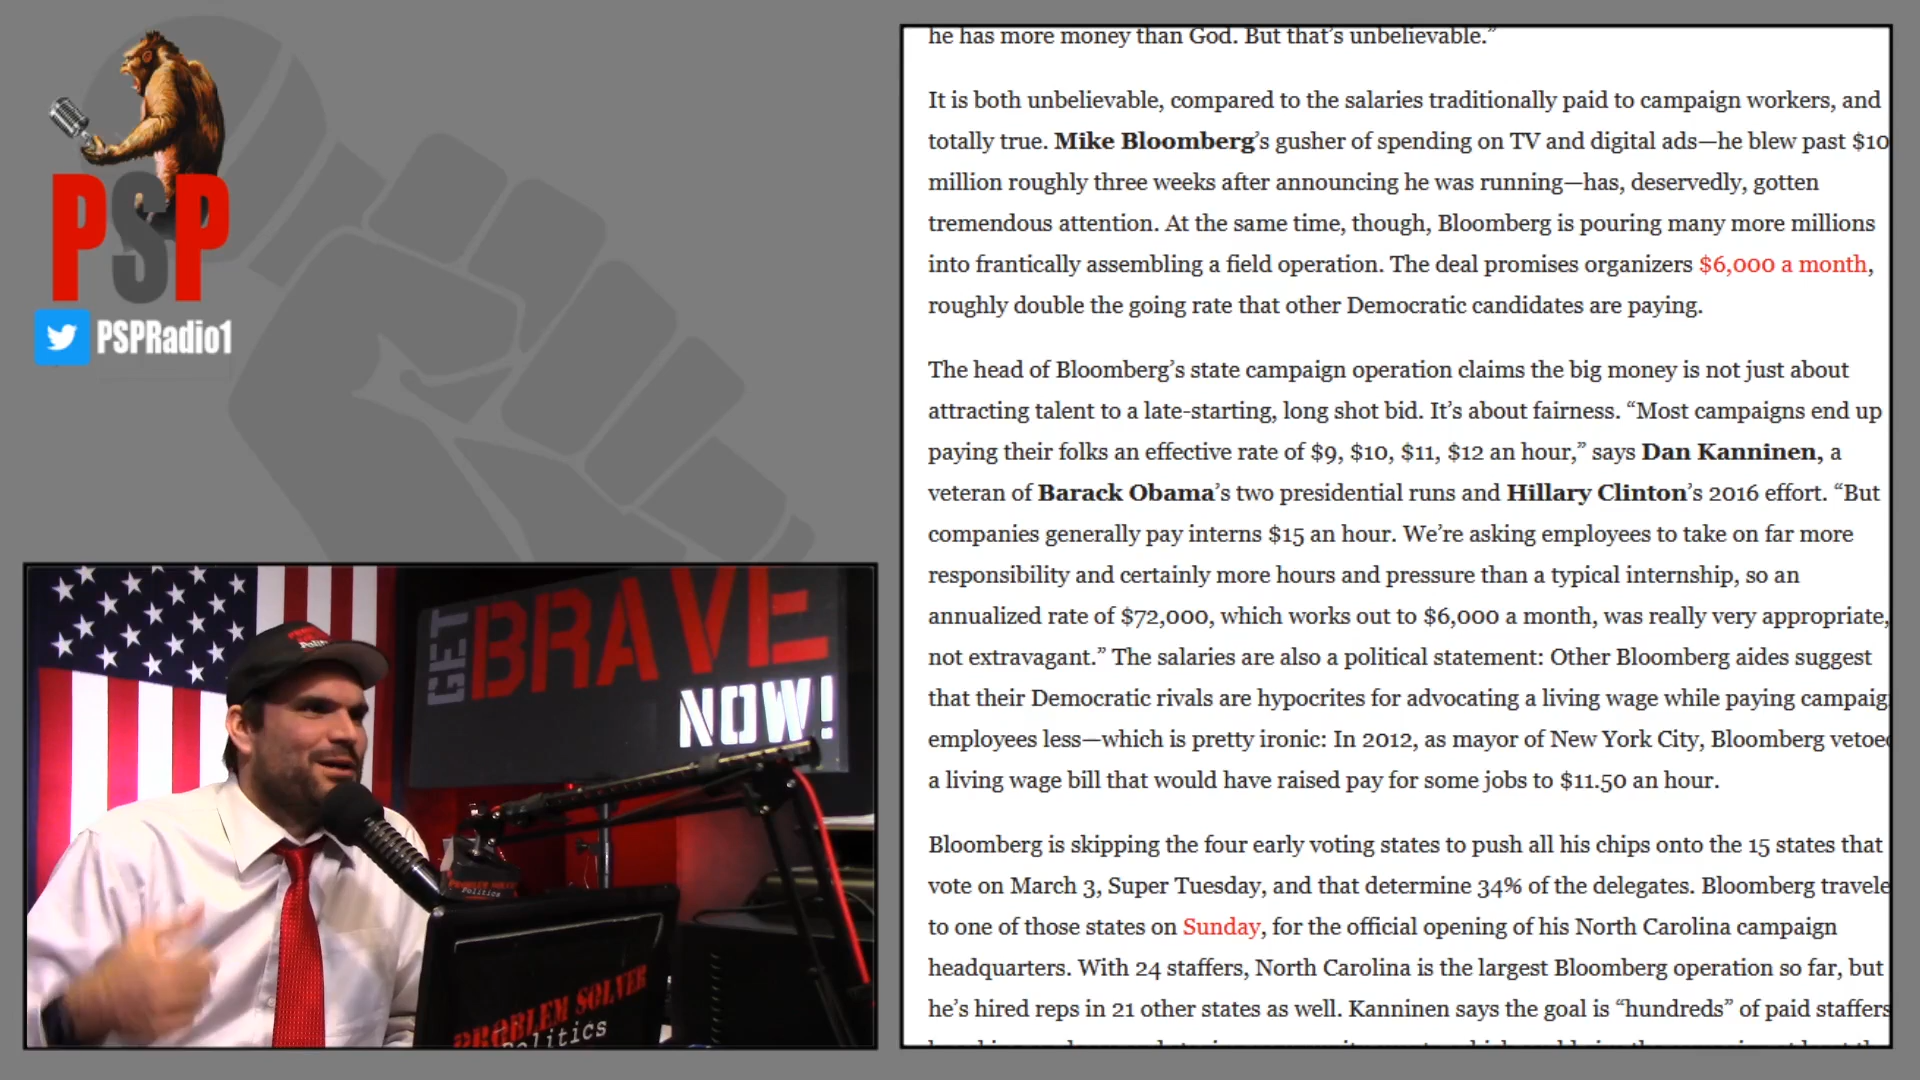 PSP
PSPRadio1
GET
BRAVE
NOW!
PROBLEM SOLVER
Politics
he has more money than God. But that’s unbelievable.”
It is both unbelievable, compared to the salaries traditionally paid to campaign workers, and
totally true. Mike Bloomberg’s gusher of spending on TV and digital ads—he blew past $10
million roughly three weeks after announcing he was running—has, deservedly, gotten
tremendous attention. At the same time, though, Bloomberg is pouring many more millions
into frantically assembling a field operation. The deal promises organizers $6,000 a month,
roughly double the going rate that other Democratic candidates are paying.
The head of Bloomberg’s state campaign operation claims the big money is not just about
attracting talent to a late-starting, long shot bid. It’s about fairness. “Most campaigns end up
paying their folks an effective rate of $9, $10, $11, $12 an hour,” says Dan Kanninen, a
veteran of Barack Obama’s two presidential runs and Hillary Clinton’s 2016 effort. “But
companies generally pay interns $15 an hour. We’re asking employees to take on far more
responsibility and certainly more hours and pressure than a typical internship, so an
annualized rate of $72,000, which works out to $6,000 a month, was really very appropriate,
not extravagant.” The salaries are also a political statement: Other Bloomberg aides suggest
that their Democratic rivals are hypocrites for advocating a living wage while paying campaig
employees less—which is pretty ironic: In 2012, as mayor of New York City, Bloomberg vetoe
a living wage bill that would have raised pay for some jobs to $11.50 an hour.
Bloomberg is skipping the four early voting states to push all his chips onto the 15 states that
vote on March 3, Super Tuesday, and that determine 34% of the delegates. Bloomberg travele
to one of those states on Sunday, for the official opening of his North Carolina campaign
headquarters. With 24 staffers, North Carolina is the largest Bloomberg operation so far, but
he’s hired reps in 21 other states as well. Kanninen says the goal is “hundreds” of paid staffers